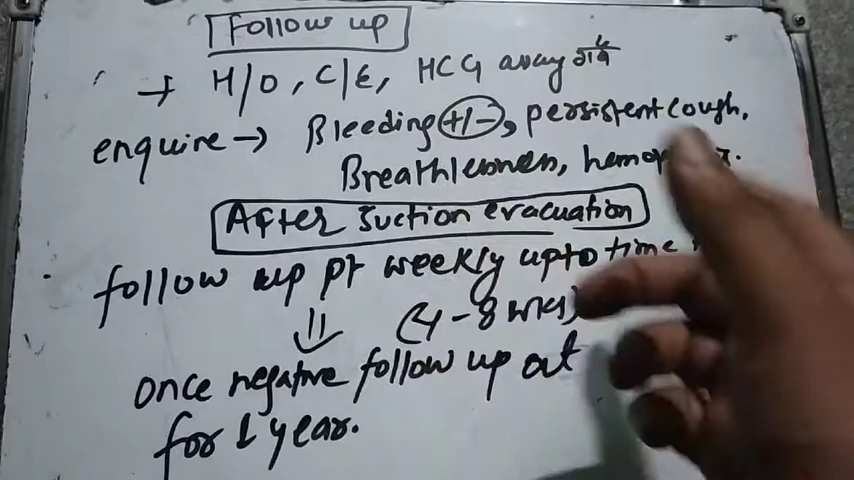 Follow up
→ H/O, C/E, HCG assay
enquire → Bleeding +/-, persistent cough,
Breathlessness,
After suction evacuation
follow up pt weekly upto time
(4-8 wks)
once negative follow up at
for 1 year.